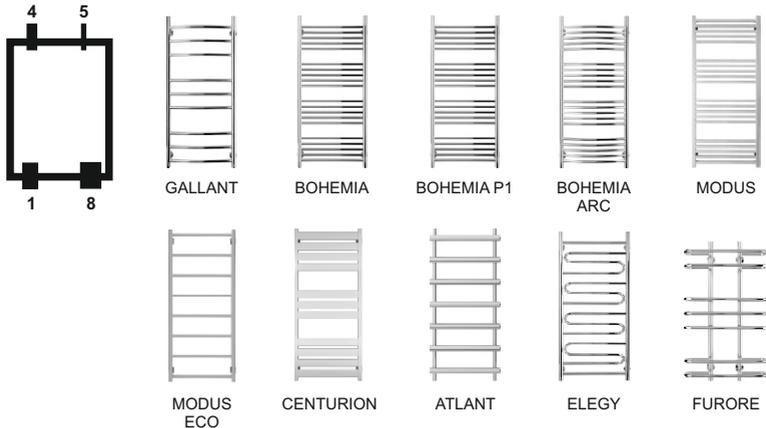 4 5
1 8
GALLANT
BOHEMIA
BOHEMIA P1
BOHEMIA
ARC
MODUS
MODUS
ECO
CENTURION
ATLANT
ELEGY
FURORE